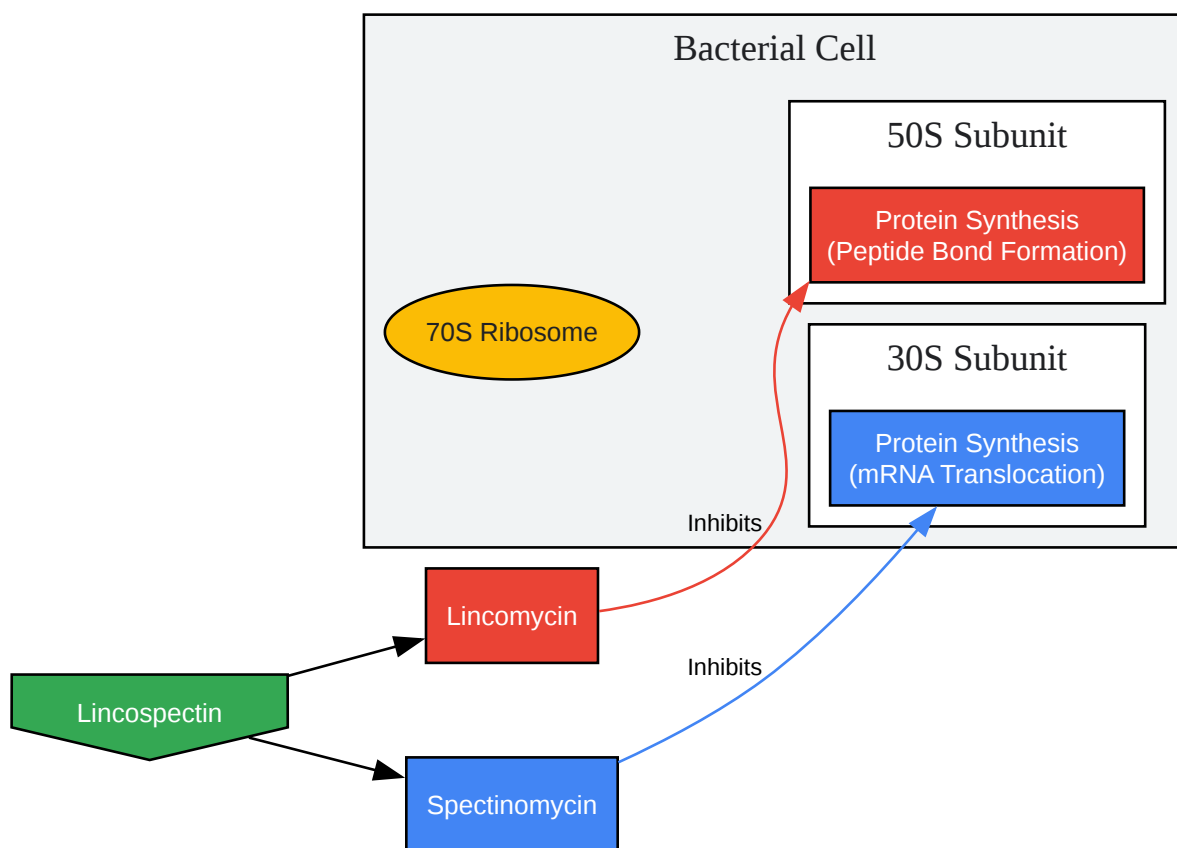 Bacterial Cell
50S Subunit
Protein Synthesis
(Peptide Bond Formation)
70S Ribosome
30S Subunit
Protein Synthesis
(mRNA Translocation)
Inhibits
Lincomycin
Inhibits
Lincospectin
Spectinomycin